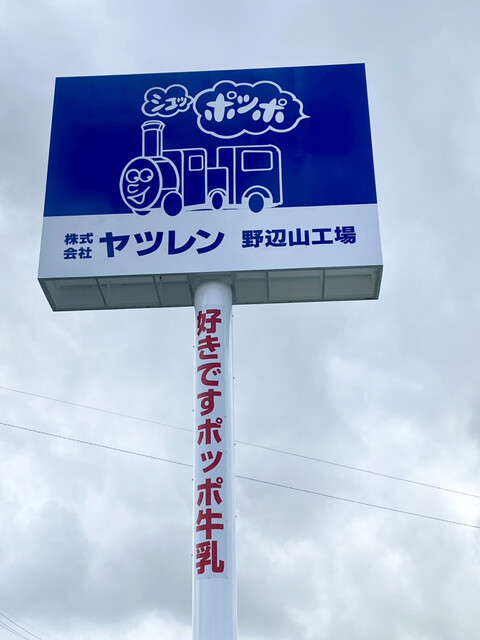 シュッ
ポッポ
株式会社 ヤツレン 野辺山工場
好きですポッポ牛乳